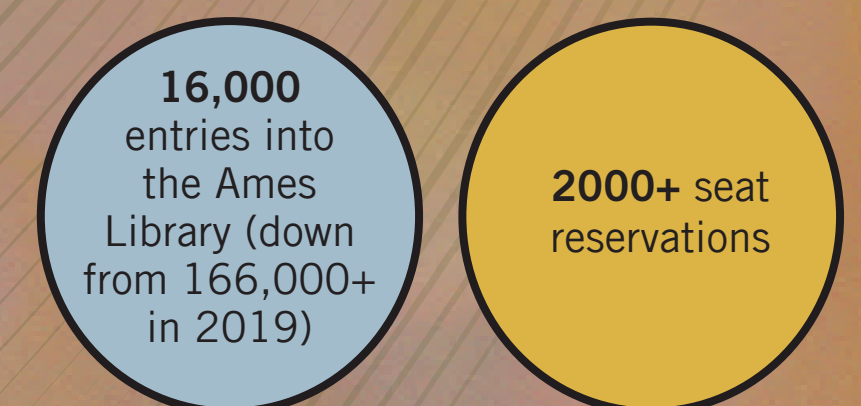 16,000
entries into
the Ames
Library (down
from 166,000+
in 2019)
2000+ seat
reservations